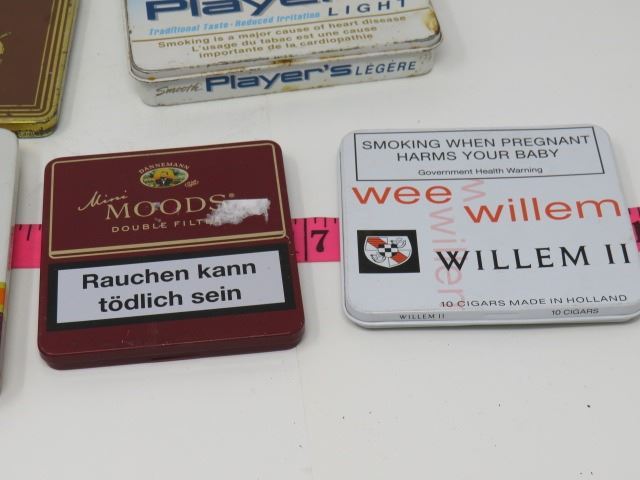 Player's
LIGHT
Traditional Taste · Reduced Irritation
Smoking is a major cause of heart disease
L'usage du tabac est une cause
importante de la cardiopathie
Smooth Player's LÉGÈRE
DANNEMANN
Mini
MOODS®
DOUBLE FILT
Rauchen kann
tödlich sein
7
SMOKING WHEN PREGNANT
HARMS YOUR BABY
Government Health Warning
wee willem
WILLEM II
10 CIGARS MADE IN HOLLAND
WILLEM II
10 CIGARS